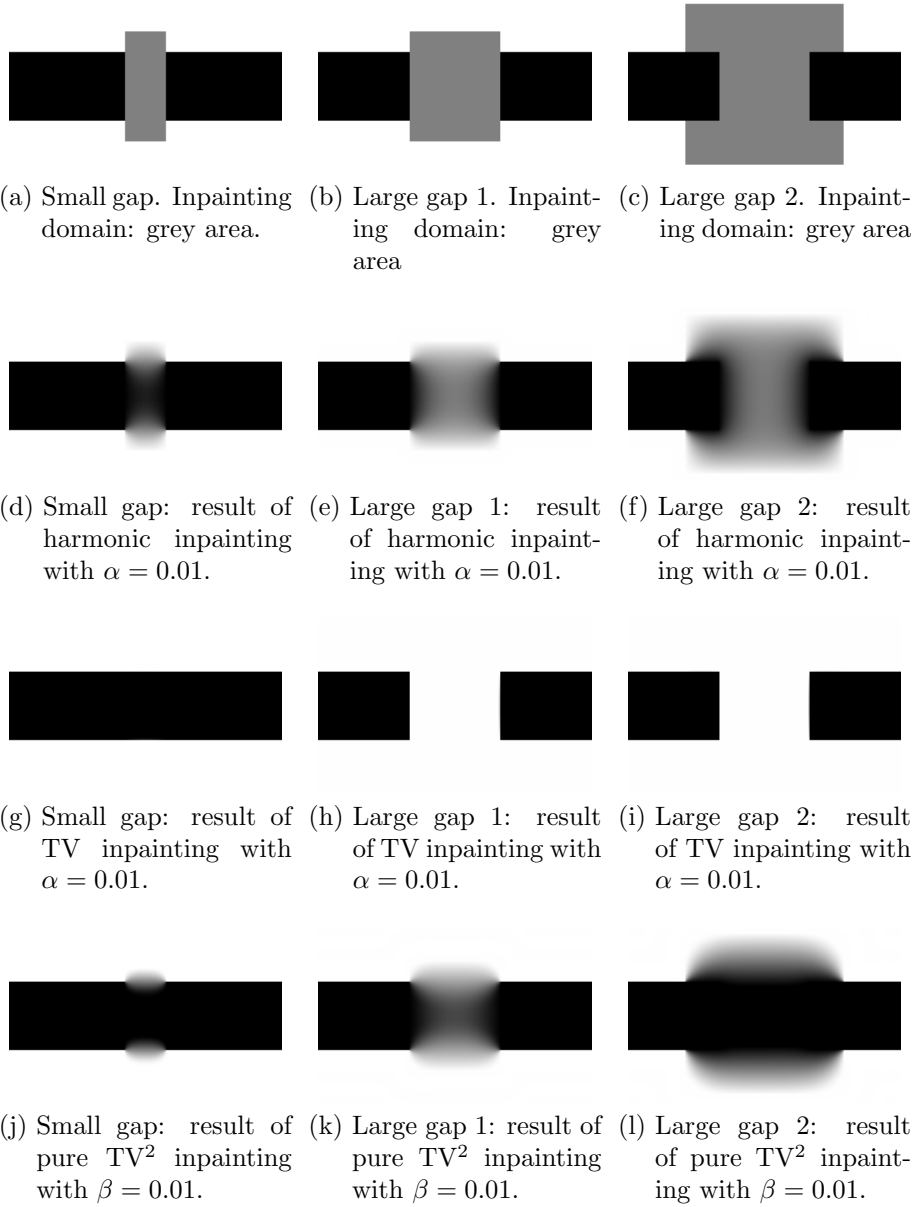 (a) Small gap. Inpainting
domain: grey area.
(b) Large gap 1. Inpaint-
ing domain: grey
area
(c) Large gap 2. Inpaint-
ing domain: grey area
(d) Small gap: result of
harmonic inpainting
with α = 0.01.
(e) Large gap 1: result
of harmonic inpaint-
ing with α = 0.01.
(f) Large gap 2: result
of harmonic inpaint-
ing with α = 0.01.
(g) Small gap: result of
TV inpainting with
α = 0.01.
(h) Large gap 1: result
of TV inpainting with
α = 0.01.
(i) Large gap 2: result
of TV inpainting with
α = 0.01.
(j) Small gap: result of
pure TV² inpainting
with β = 0.01.
(k) Large gap 1: result of
pure TV² inpainting
with β = 0.01.
(l) Large gap 2: result
of pure TV² inpaint-
ing with β = 0.01.